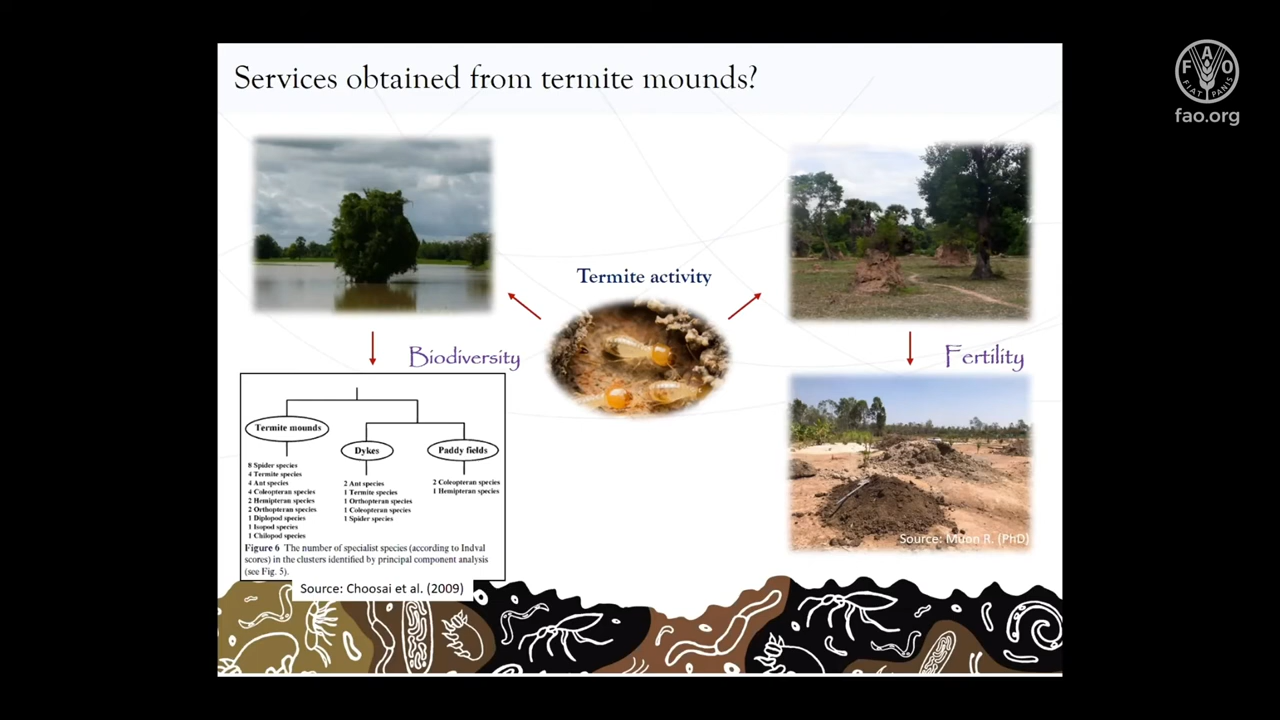 Services obtained from termite mounds?
F A O
FIAT PANIS
fao.org
Termite activity
Biodiversity
Fertility
Termite mounds
8 Spider species
4 Termite species
4 Ant species
4 Coleopteran species
2 Hemipteran species
2 Orthopteran species
1 Diplopod species
1 Isopod species
1 Chilopod species
Dykes
2 Ant species
1 Termite species
1 Orthopteran species
1 Coleopteran species
1 Spider species
Paddy fields
2 Coleopteran species
1 Hemipteran species
Figure 6 The number of specialist species (according to Indval
scores) in the clusters identified by principal component analysis
(see Fig. 5).
Source: Choosai et al. (2009)
Source: Muon R. (PhD)